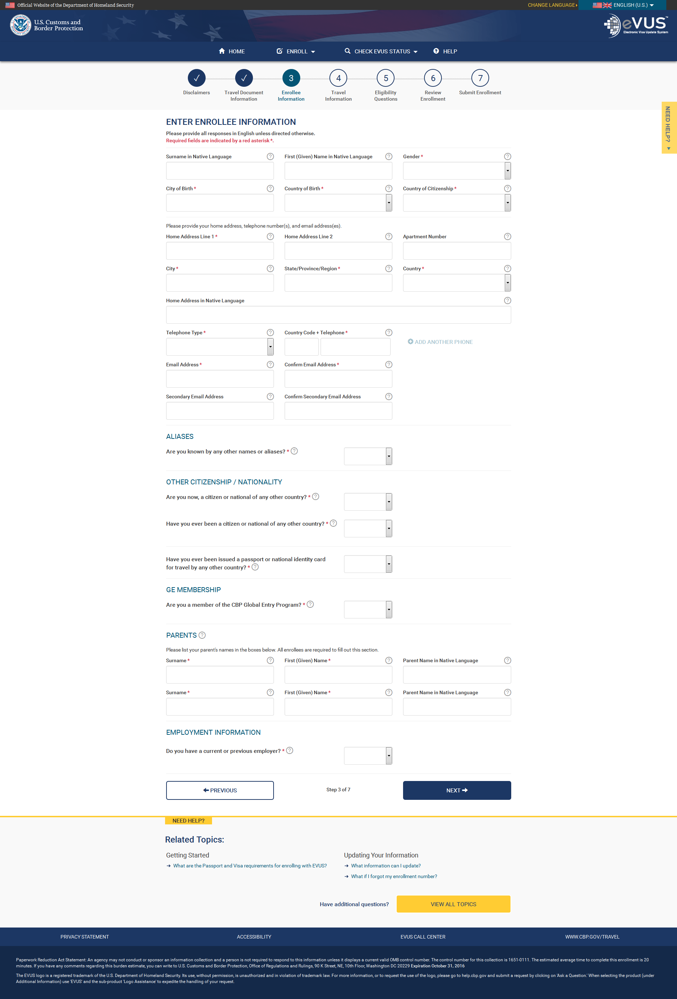 Official Website of the Department of Homeland Security
CHANGE LANGUAGE
ENGLISH (U.S.)
U.S. Customs and
Border Protection
eVUS™
Electronic Visa Update System
HOME
ENROLL
CHECK EVUS STATUS
HELP
✓ ✓ 3 4 5 6 7
Disclaimers
Travel Document
Information
Enrollee
Information
Travel
Information
Eligibility
Questions
Review
Enrollment
Submit Enrollment
NEED HELP?
ENTER ENROLLEE INFORMATION
Please provide all responses in English unless directed otherwise.
Required fields are indicated by a red asterisk *.
Surname in Native Language ?
First (Given) Name in Native Language ?
Gender * ?
City of Birth * ?
Country of Birth * ?
Country of Citizenship * ?
Please provide your home address, telephone number(s), and email address(es).
Home Address Line 1 * ?
Home Address Line 2 ?
Apartment Number ?
City * ?
State/Province/Region * ?
Country * ?
Home Address in Native Language ?
Telephone Type * ?
Country Code + Telephone * ?
ADD ANOTHER PHONE
Email Address * ?
Confirm Email Address * ?
Secondary Email Address ?
Confirm Secondary Email Address ?
ALIASES
Are you known by any other names or aliases? * ?
OTHER CITIZENSHIP / NATIONALITY
Are you now, a citizen or national of any other country? * ?
Have you ever been a citizen or national of any other country? * ?
Have you ever been issued a passport or national identity card
for travel by any other country? * ?
GE MEMBERSHIP
Are you a member of the CBP Global Entry Program? * ?
PARENTS ?
Please list your parent's names in the boxes below. All enrollees are required to fill out this section.
Surname * ?
First (Given) Name * ?
Parent Name in Native Language ?
Surname * ?
First (Given) Name * ?
Parent Name in Native Language ?
EMPLOYMENT INFORMATION
Do you have a current or previous employer? * ?
PREVIOUS
Step 3 of 7
NEXT
NEED HELP?
Related Topics:
Getting Started
What are the Passport and Visa requirements for enrolling with EVUS?
Updating Your Information
What information can I update?
What if I forgot my enrollment number?
Have additional questions?
VIEW ALL TOPICS
PRIVACY STATEMENT
ACCESSIBILITY
EVUS CALL CENTER
WWW.CBP.GOV/TRAVEL
Paperwork Reduction Act Statement: An agency may not conduct or sponsor an information collection and a person is not required to respond to this information unless it displays a current valid OMB control number. The control number for this collection is 1651-0111. The estimated average time to complete this enrollment is 20
minutes. If you have any comments regarding this burden estimate, you can write to U.S. Customs and Border Protection, Office of Regulations and Rulings, 90 K Street, NE, 10th Floor, Washington DC 20229 Expiration October 31, 2016
The EVUS logo is a registered trademark of the U.S. Department of Homeland Security. Its use, without permission, is unauthorized and in violation of trademark law. For more information, or to request the use of the logo, please go to help.cbp.gov and submit a request by clicking on 'Ask a Question.' When selecting the product (under
Additional Information) use 'EVUS' and the sub-product 'Logo Assistance' to expedite the handling of your request.